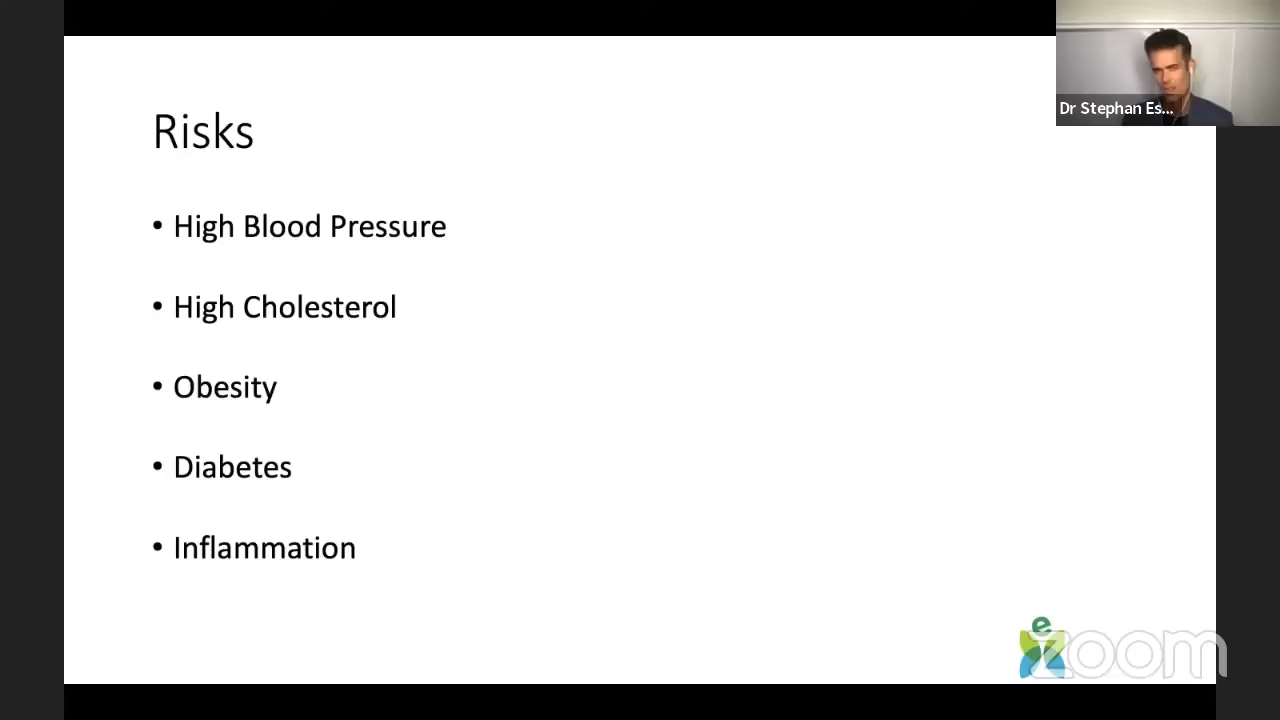 Dr Stephan Es...
Risks
• High Blood Pressure
• High Cholesterol
• Obesity
• Diabetes
• Inflammation
e
zoom